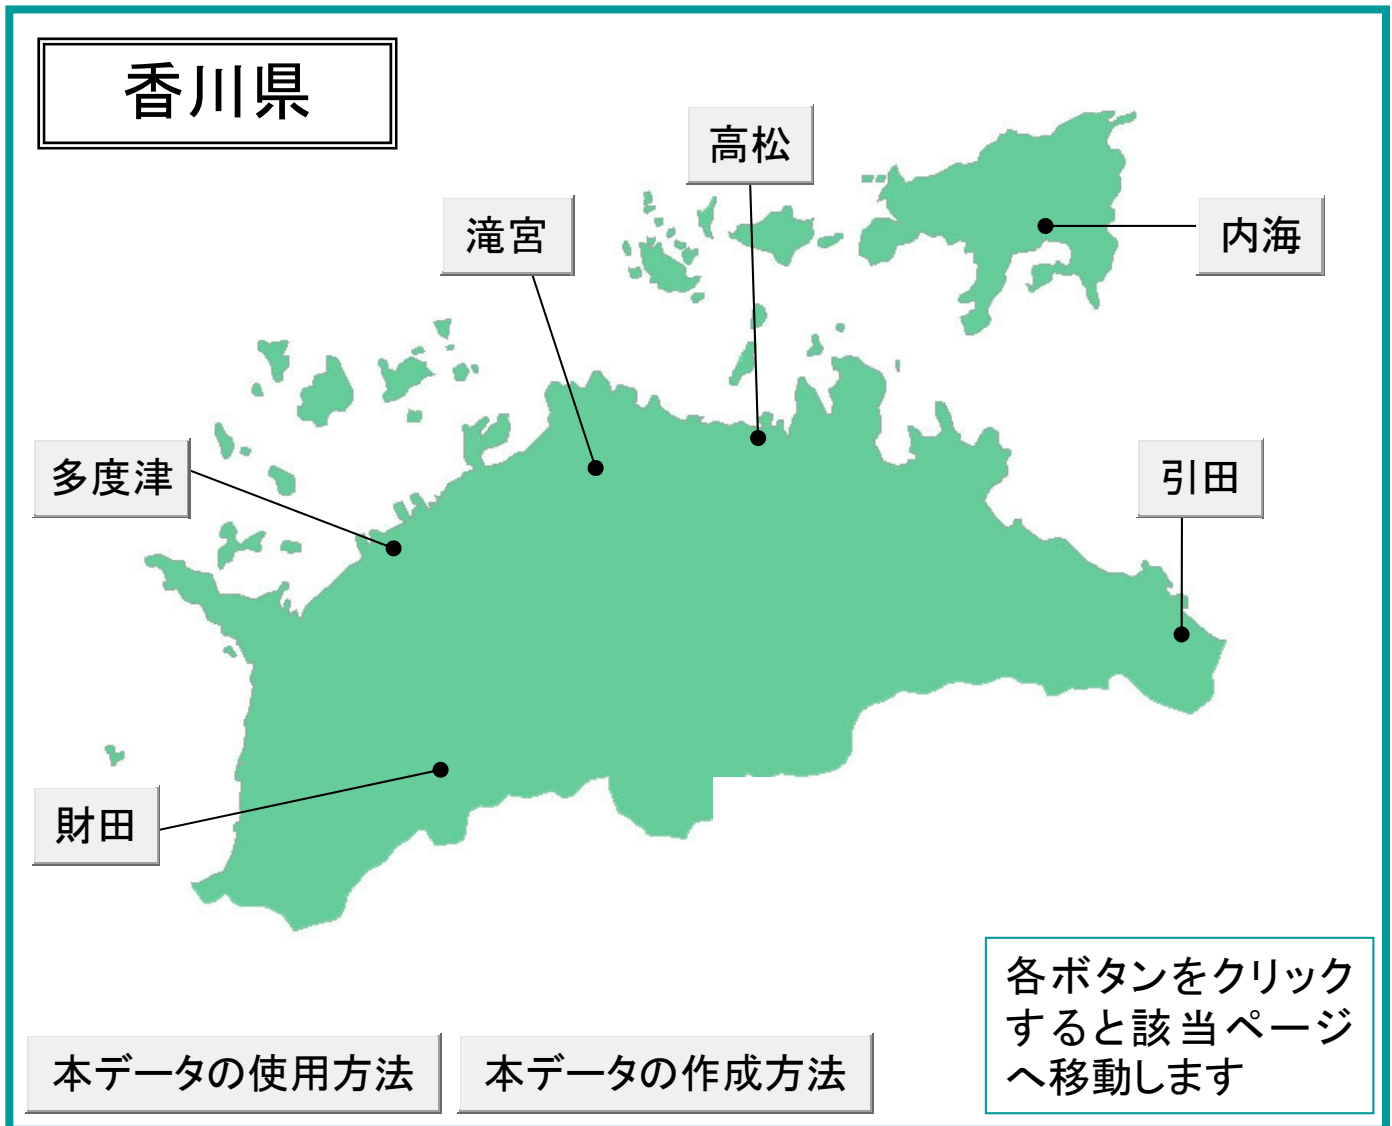 香川県
高松
滝宮
内海
多度津
引田
財田
各ボタンをクリック
すると該当ページ
へ移動します
本データの使用方法
本データの作成方法